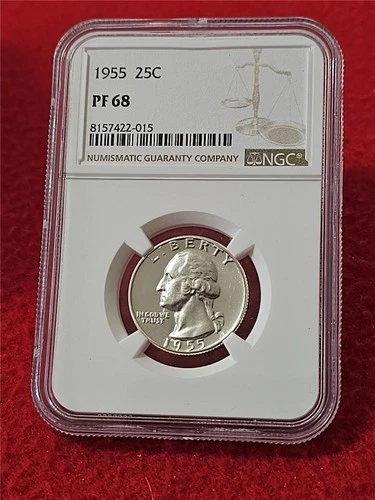 1955 25C
PF 68
8157422-015
NUMISMATIC GUARANTY COMPANY
NGC®
LIBERTY
IN GOD WE
TRUST
1955